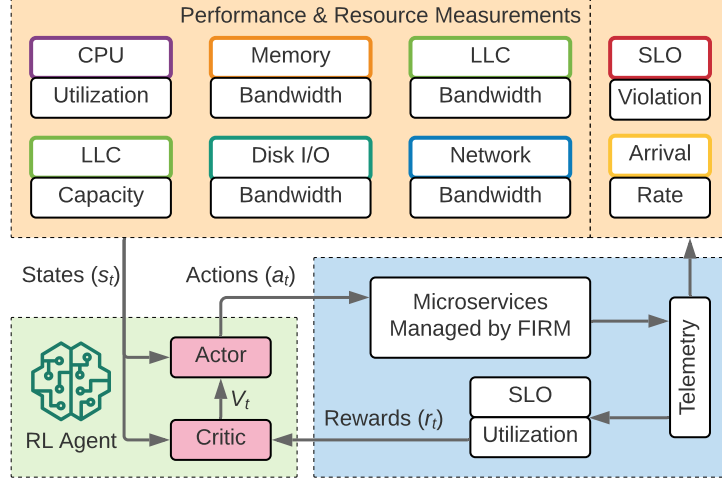 Performance & Resource Measurements
CPU
Utilization
Memory
Bandwidth
LLC
Bandwidth
SLO
Violation
LLC
Capacity
Disk I/O
Bandwidth
Network
Bandwidth
Arrival
Rate
States (st)
Actions (at)
Microservices
Managed by FIRM
Telemetry
Actor
Vt
Critic
RL Agent
Rewards (rt)
SLO
Utilization